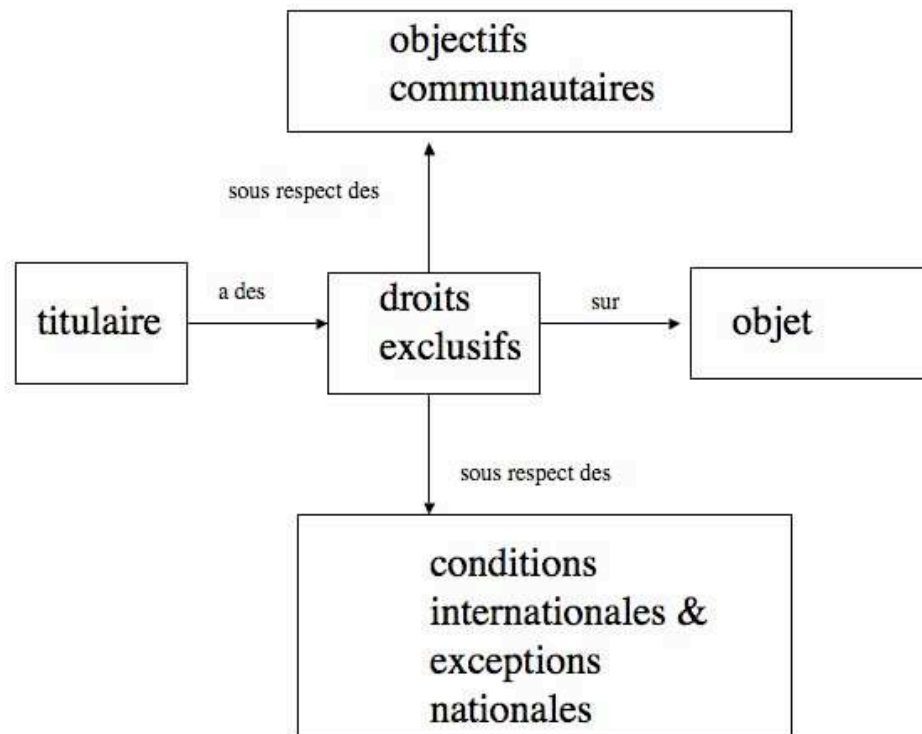 objectifs
communautaires
sous respect des
titulaire
a des
droits
exclusifs
sur
objet
sous respect des
conditions
internationales &
exceptions
nationales